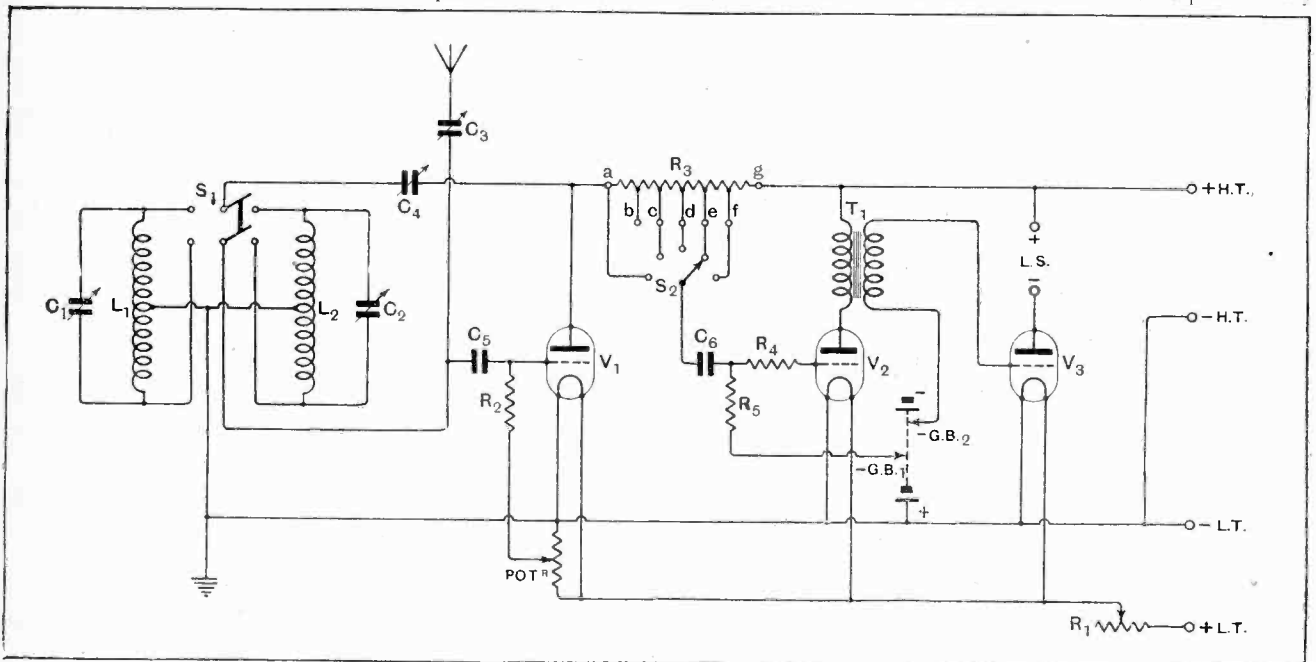 C3
R3
a
g
S1
C4
+ H.T.
b
c
d
e
f
T1
+
L.S.
-
S2
C1
L1
L2
C2
- H.T.
C5
C6
R4
V1
V2
V3
R2
R5
-
- G.B.2
- G.B.1
+
- L.T.
POT R
R1
+ L.T.